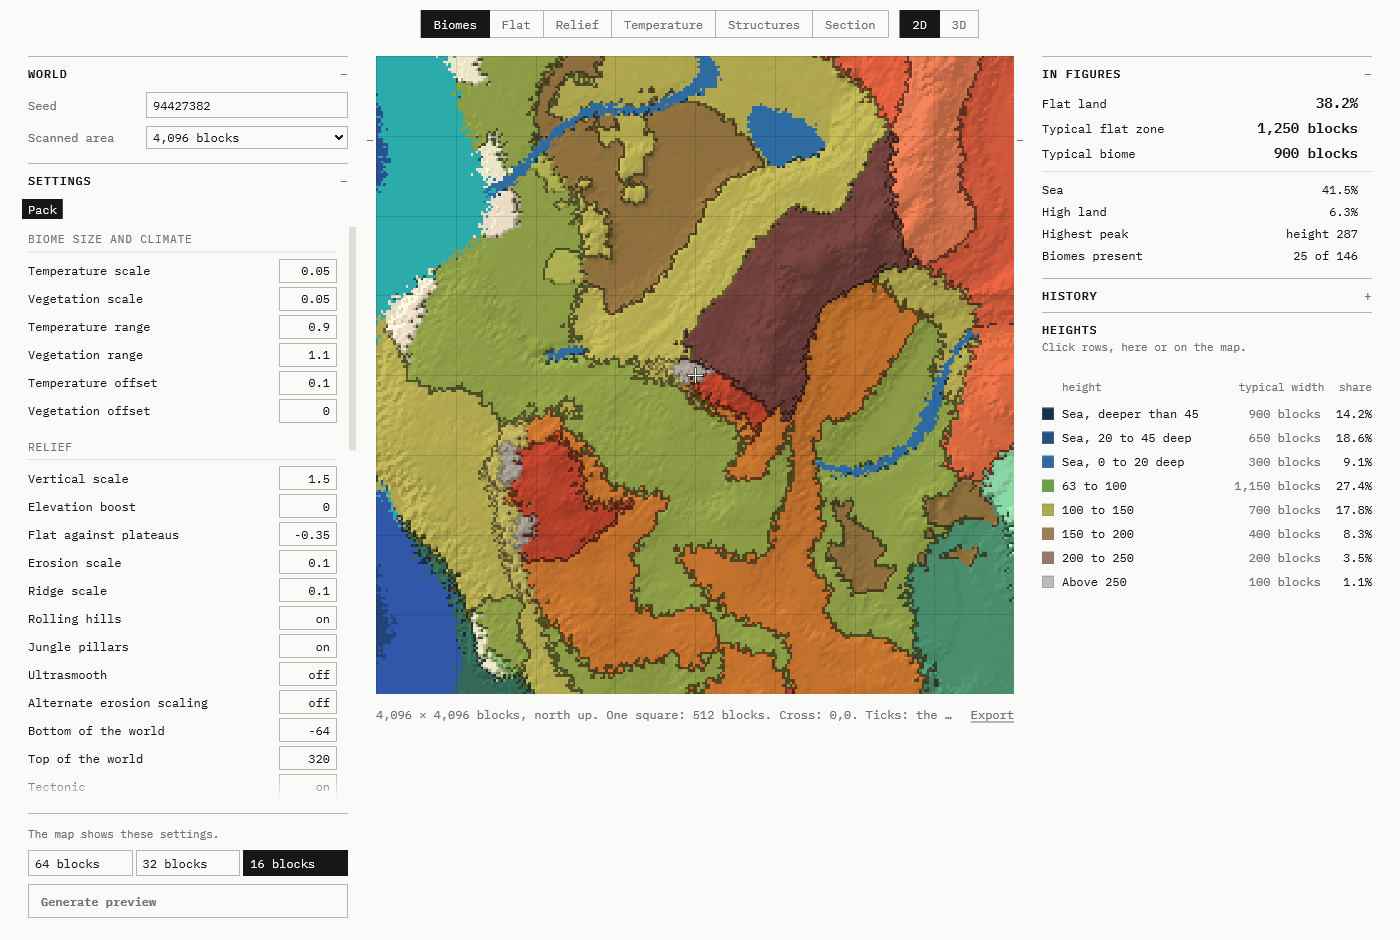 Biomes Flat Relief Temperature Structures Section 2D 3D
WORLD −
Seed 94427382
Scanned area 4,096 blocks
SETTINGS −
Pack
BIOME SIZE AND CLIMATE
Temperature scale 0.05
Vegetation scale 0.05
Temperature range 0.9
Vegetation range 1.1
Temperature offset 0.1
Vegetation offset 0
RELIEF
Vertical scale 1.5
Elevation boost 0
Flat against plateaus -0.35
Erosion scale 0.1
Ridge scale 0.1
Rolling hills on
Jungle pillars on
Ultrasmooth off
Alternate erosion scaling off
Bottom of the world -64
Top of the world 320
Tectonic on
The map shows these settings.
64 blocks 32 blocks 16 blocks
Generate preview
4,096 × 4,096 blocks, north up. One square: 512 blocks. Cross: 0,0. Ticks: the … Export
IN FIGURES −
Flat land 38.2%
Typical flat zone 1,250 blocks
Typical biome 900 blocks
Sea 41.5%
High land 6.3%
Highest peak height 287
Biomes present 25 of 146
HISTORY +
HEIGHTS
Click rows, here or on the map.
height typical width share
Sea, deeper than 45 900 blocks 14.2%
Sea, 20 to 45 deep 650 blocks 18.6%
Sea, 0 to 20 deep 300 blocks 9.1%
63 to 100 1,150 blocks 27.4%
100 to 150 700 blocks 17.8%
150 to 200 400 blocks 8.3%
200 to 250 200 blocks 3.5%
Above 250 100 blocks 1.1%